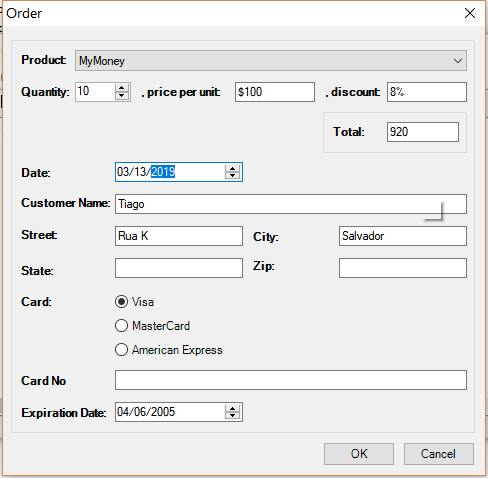 Order
Product: MyMoney
Quantity: 10 , price per unit: $100 , discount: 8%
Total: 920
Date: 03/13/2019
Customer Name: Tiago
Street: Rua K City: Salvador
State: Zip:
Card: Visa
MasterCard
American Express
Card No
Expiration Date: 04/06/2005
OK Cancel